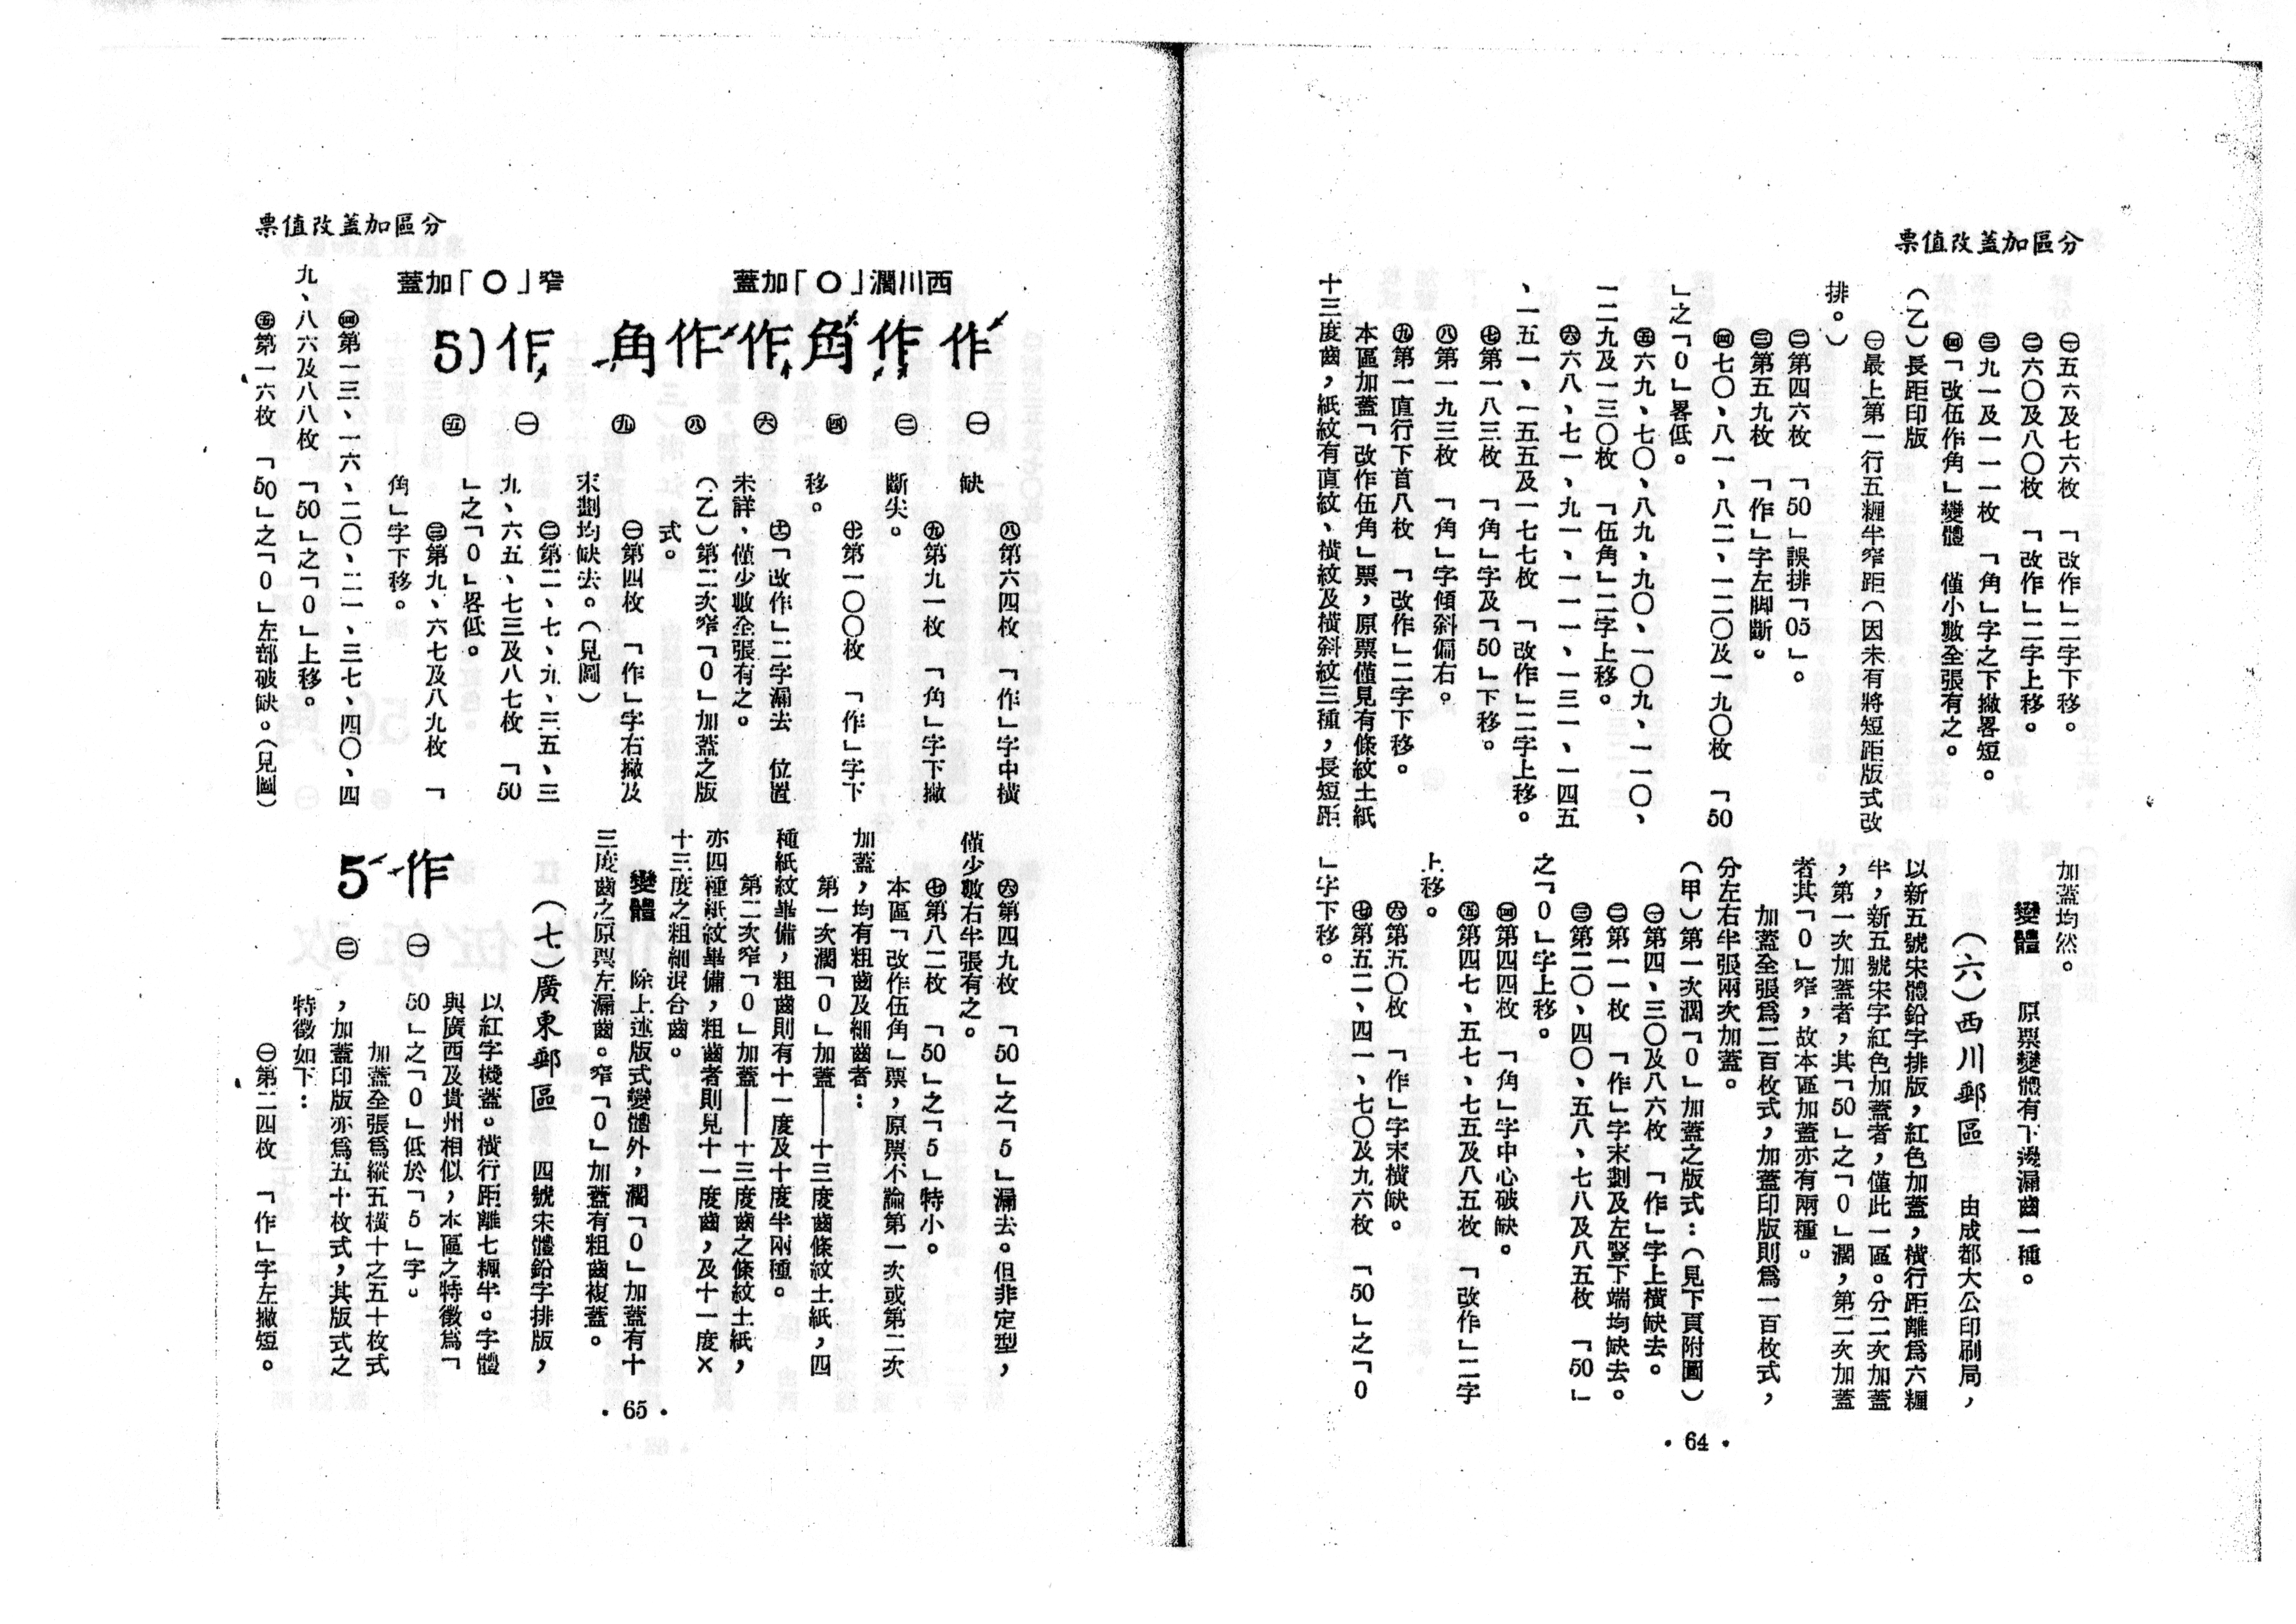 分區加蓋改值票
㊀五六及七六枚　「改作」二字下移。
㊁六〇及八〇枚　「改作」二字上移。
㊂九一及一一一枚　「角」字之下撇畧短。
㊃「改伍作角」變體　僅小數全張有之。
（乙）長距印版
㊀最上第一行五糎半窄距（因未有將短距版式改
排。）
㊁第四六枚　「50」誤排「05」。
㊂第五九枚　「作」字左脚斷。
㊃七〇、八一、八二、一二〇及一九〇枚　「50
」之「0」畧低。
㊄六九、七〇、八九、九〇、一〇九、一一〇、
一二九及一三〇枚　「伍角」二字上移。
㊅六八、七一、九一、一一一、一三一、一四五
、一五一、一五五及一七七枚　「改作」二字上移。
㊆第一八三枚　「角」字及「50」下移。
㊇第一九三枚　「角」字傾斜偏右。
㊈第一直行下首八枚　「改作」二字下移。
本區加蓋「改作伍角」票，原票僅見有條紋土紙
十三度齒，紙紋有直紋、橫紋及橫斜紋三種，長短距
加蓋均然。
變體　原票變體有下邊漏齒一種。
（六）西川郵區　由成都大公印刷局，
以新五號宋體鉛字排版，紅色加蓋，橫行距離爲六糎
半，新五號宋字紅色加蓋者，僅此一區。分二次加蓋
，第一次加蓋者，其「50」之「0」濶，第二次加蓋
者其「0」窄，故本區加蓋亦有兩種。
加蓋全張爲二百枚式，加蓋印版則爲一百枚式，
分左右半張兩次加蓋。
（甲）第一次濶「0」加蓋之版式：（見下頁附圖）
㊀第四、三〇及八六枚　「作」字上橫缺去。
㊁第一一枚　「作」字末劃及左豎下端均缺去。
㊂第二〇、四〇、五八、七八及八五枚　「50」
之「0」字上移。
㊃第四四枚　「角」字中心破缺。
㊄第四七、五七、七五及八五枚　「改作」二字
上移。
㊅第五〇枚　「作」字末橫缺。
㊆第五二、四一、七〇及九六枚　「50」之「0
」字下移。
• 64 •
分區加蓋改值票
西川濶「〇」加蓋
作　作　角　作　作　角
㊀　㊁　㊃　㊅　㊇　㊈
窄「〇」加蓋
作　5)
㊀　㊄
㊇第六四枚　「作」字中橫
缺
㊈第九一枚　「角」字下撇
斷尖。
㊉第一〇〇枚　「作」字下
移。
「改作」二字漏去　位置
未詳，僅少數全張有之。
（乙）第二次窄「0」加蓋之版
式。
㊀第四枚　「作」字右撇及
末劃均缺去。（見圖）
㊁第二、七、九、三五、三
九、六五、七三及八七枚　「50
」之「0」畧低。
㊂第九、六七及八九枚　「
角」字下移。
㊃第一三、一六、二〇、二一、三七、四〇、四
九、八六及八八枚　「50」之「0」上移。
㊄第一六枚　「50」之「0」左部破缺。（見圖）
㊅第四九枚　「50」之「5」漏去。但非定型，
僅少數右半張有之。
㊆第八二枚　「50」之「5」特小。
本區「改作伍角」票，原票不論第一次或第二次
加蓋，均有粗齒及細齒者：
第一次濶「0」加蓋——十三度齒條紋土紙，四
種紙紋畢備，粗齒則有十一度及十度半兩種。
第二次窄「0」加蓋——十三度齒之條紋土紙，
亦四種紙紋畢備，粗齒者則見十一度齒，及十一度×
十三度之粗細混合齒。
變體　除上述版式變體外，濶「0」加蓋有十
三度齒之原票左漏齒。窄「0」加蓋有粗齒複蓋。
（七）廣東郵區　四號宋體鉛字排版，
以紅字機蓋。橫行距離七糎半。字體
與廣西及貴州相似，本區之特徵爲「
50」之「0」低於「5」字。
加蓋全張爲縱五橫十之五十枚式
，加蓋印版亦爲五十枚式，其版式之
特徵如下：
㊀第二四枚　「作」字左撇短。
作　5
㊀　㊁
• 65 •